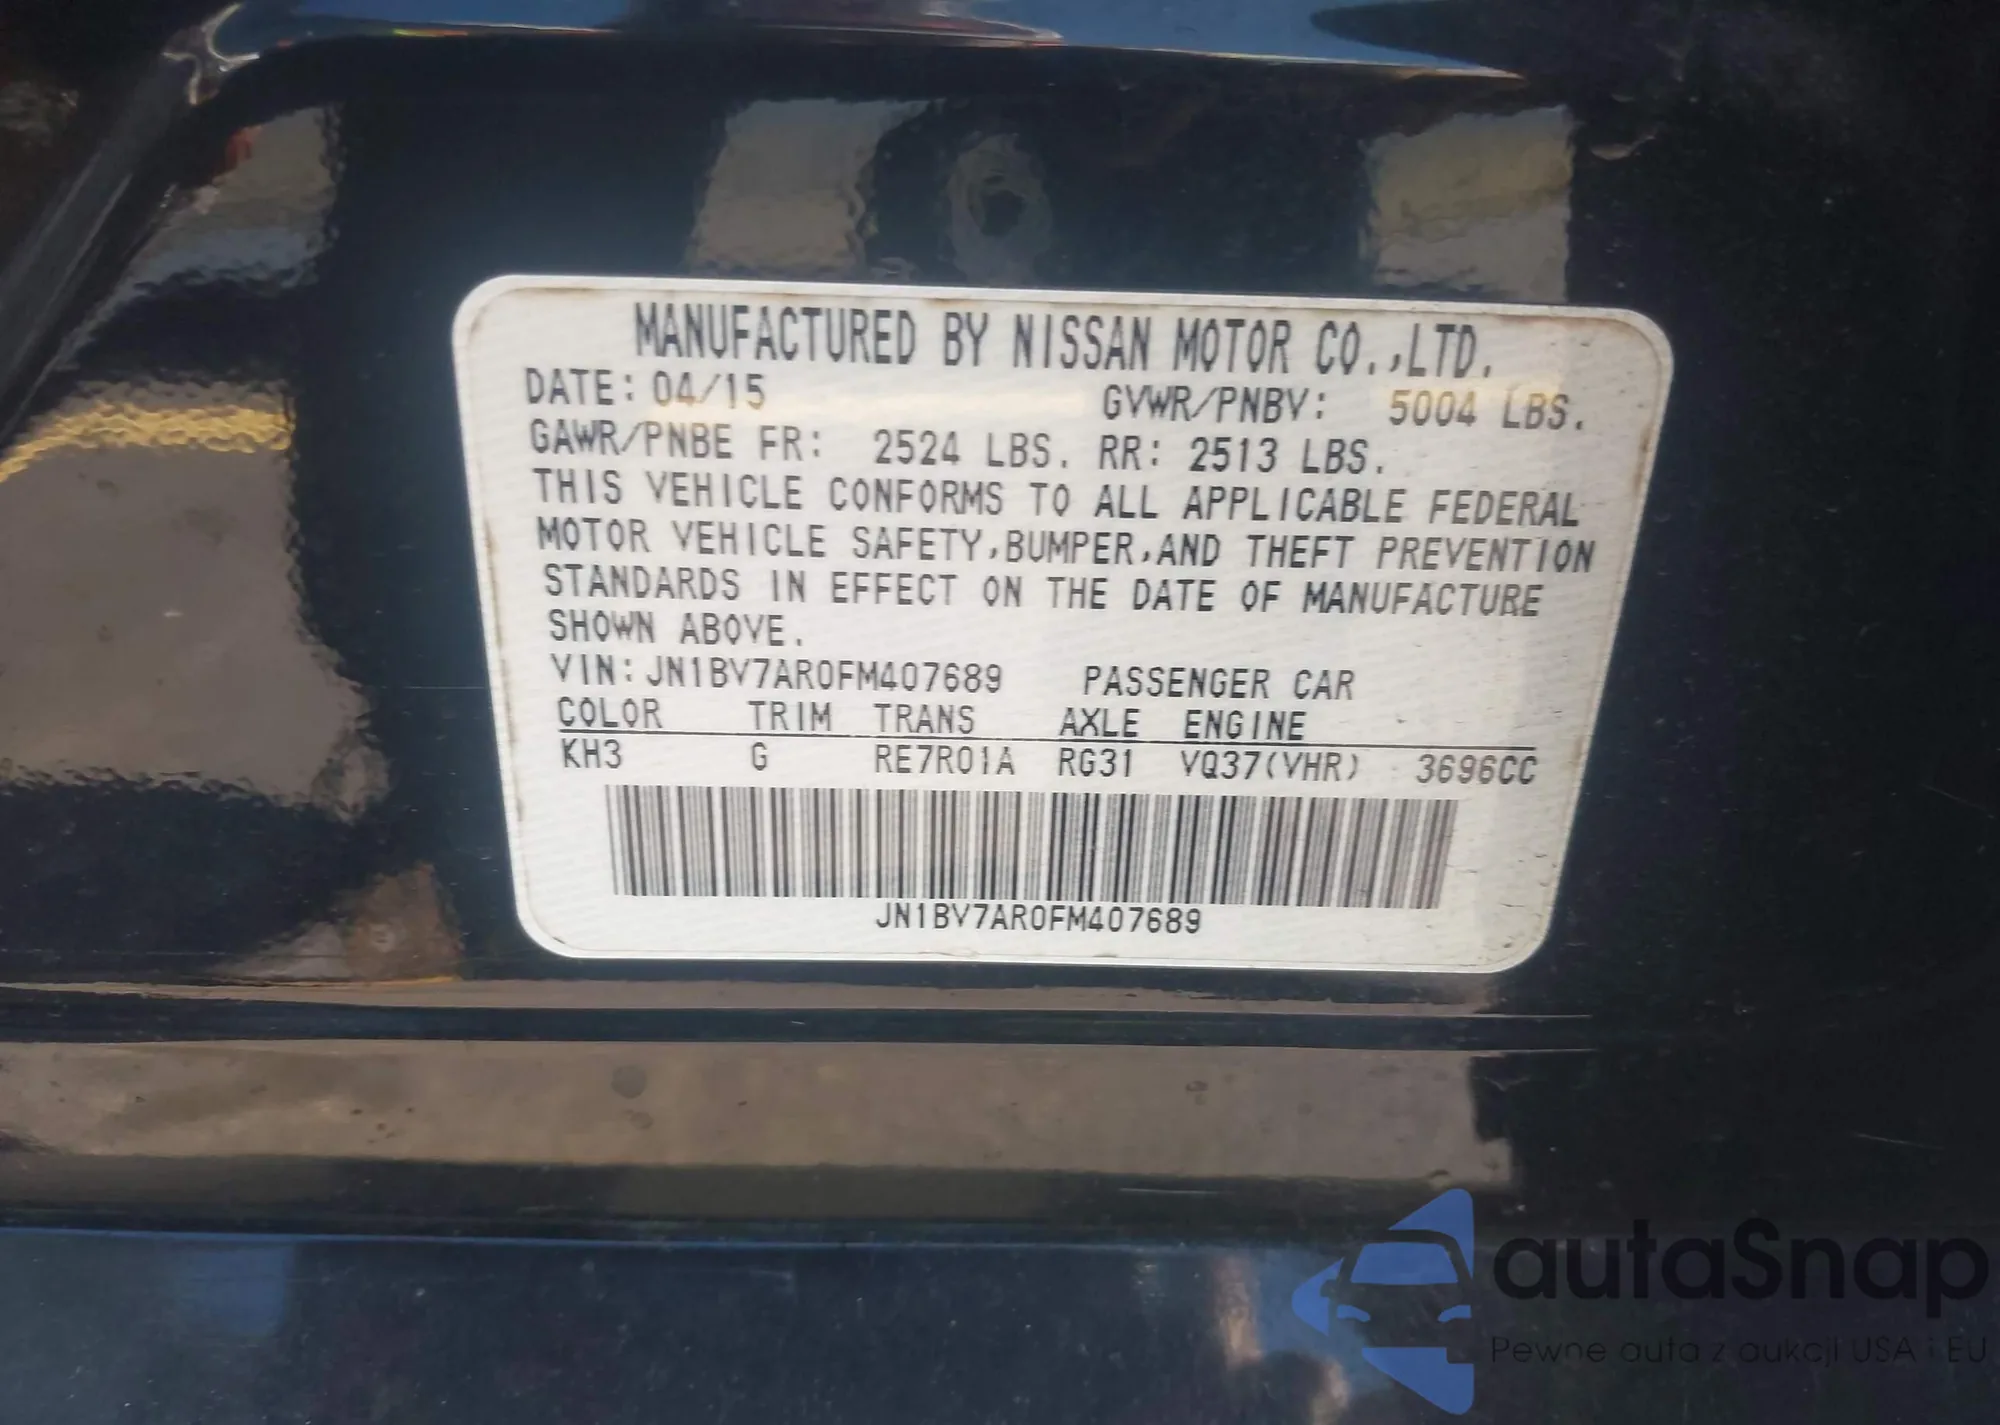 MANUFACTURED BY NISSAN MOTOR CO.,LTD.
DATE: 04/15 GVWR/PNBV: 5004 LBS.
GAWR/PNBE FR: 2524 LBS. RR: 2513 LBS.
THIS VEHICLE CONFORMS TO ALL APPLICABLE FEDERAL
MOTOR VEHICLE SAFETY,BUMPER,AND THEFT PREVENTION
STANDARDS IN EFFECT ON THE DATE OF MANUFACTURE
SHOWN ABOVE.
VIN: JN1BV7AR0FM407689 PASSENGER CAR
COLOR TRIM TRANS AXLE ENGINE
KH3 G RE7R01A RG31 VQ37(VHR) 3696CC
JN1BV7AR0FM407689
autaSnap
Pewne auta z aukcji USA i EU